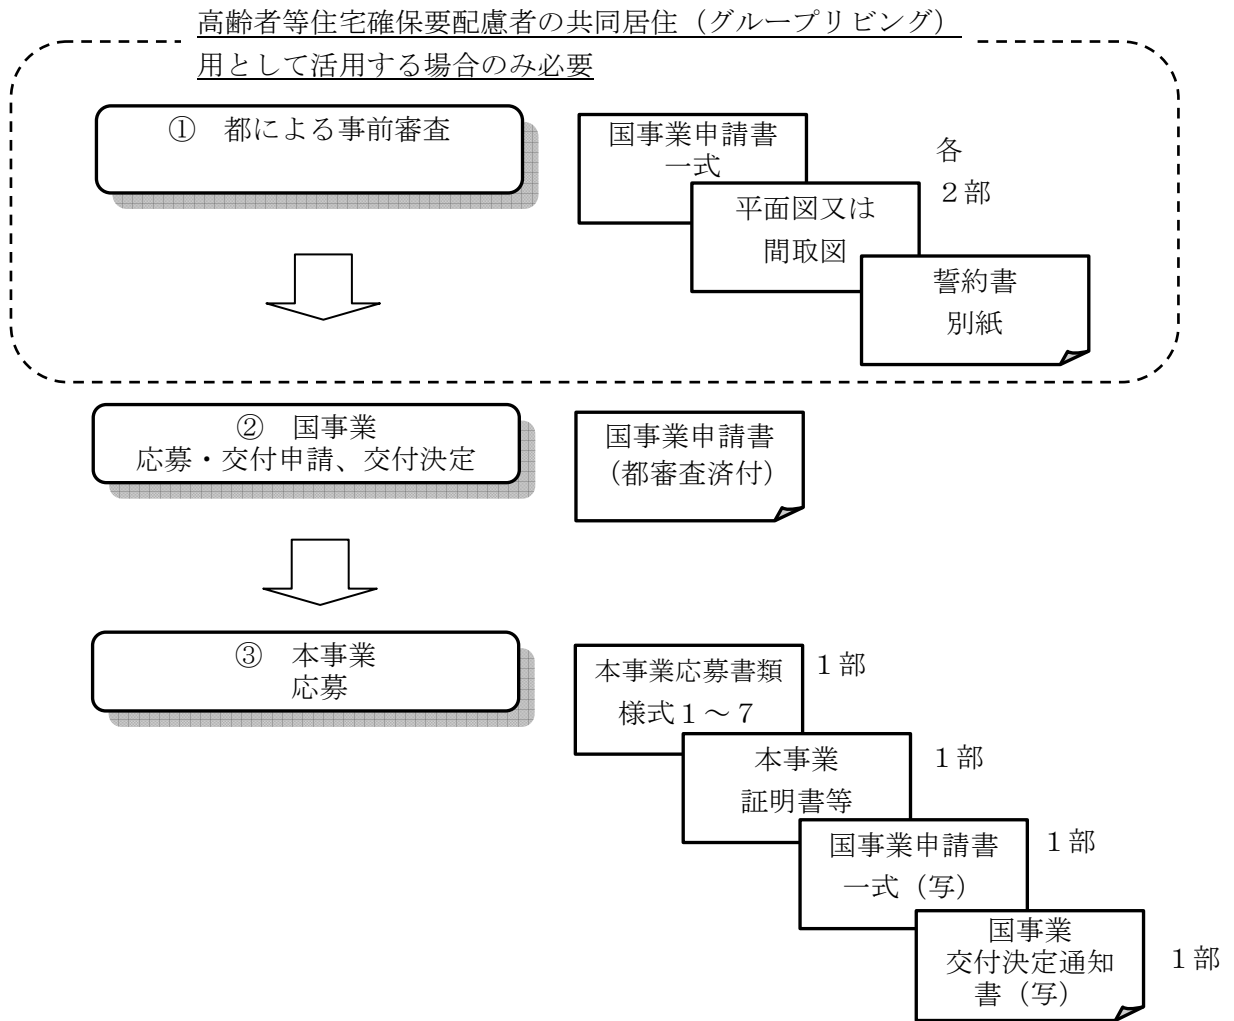 高齢者等住宅確保要配慮者の共同居住（グループリビング）
用として活用する場合のみ必要
①　都による事前審査
国事業申請書
一式
各
２部
平面図又は
間取図
誓約書
別紙
②　国事業
応募・交付申請、交付決定
国事業申請書
（都審査済付）
③　本事業
応募
本事業応募書類
様式１～７
１部
本事業
証明書等
１部
国事業申請書
一式（写）
１部
国事業
交付決定通知
書（写）
１部